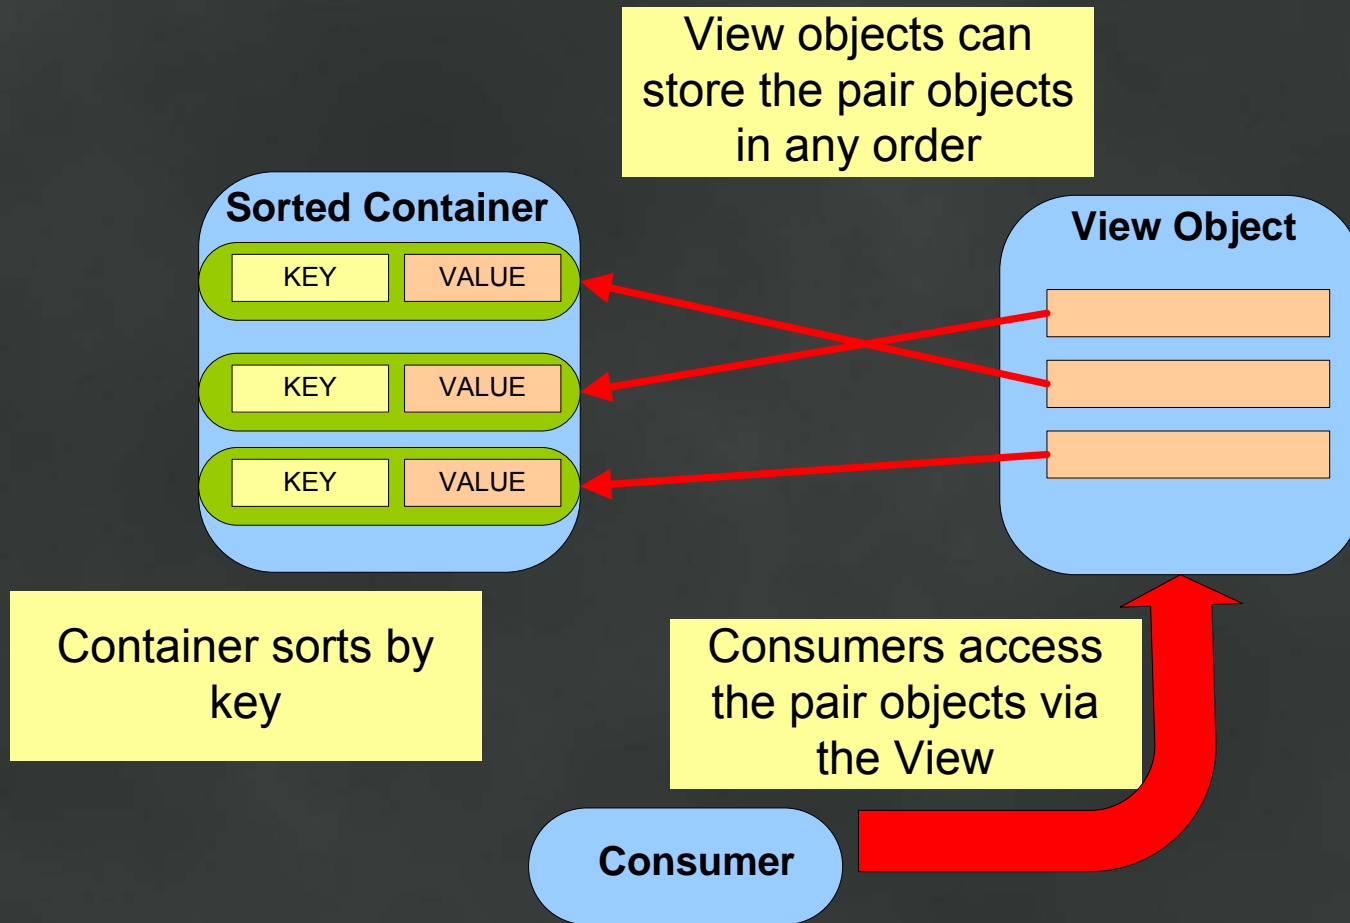 View objects can
store the pair objects
in any order
Sorted Container
View Object
KEY VALUE
KEY VALUE
KEY VALUE
Container sorts by
key
Consumers access
the pair objects via
the View
Consumer